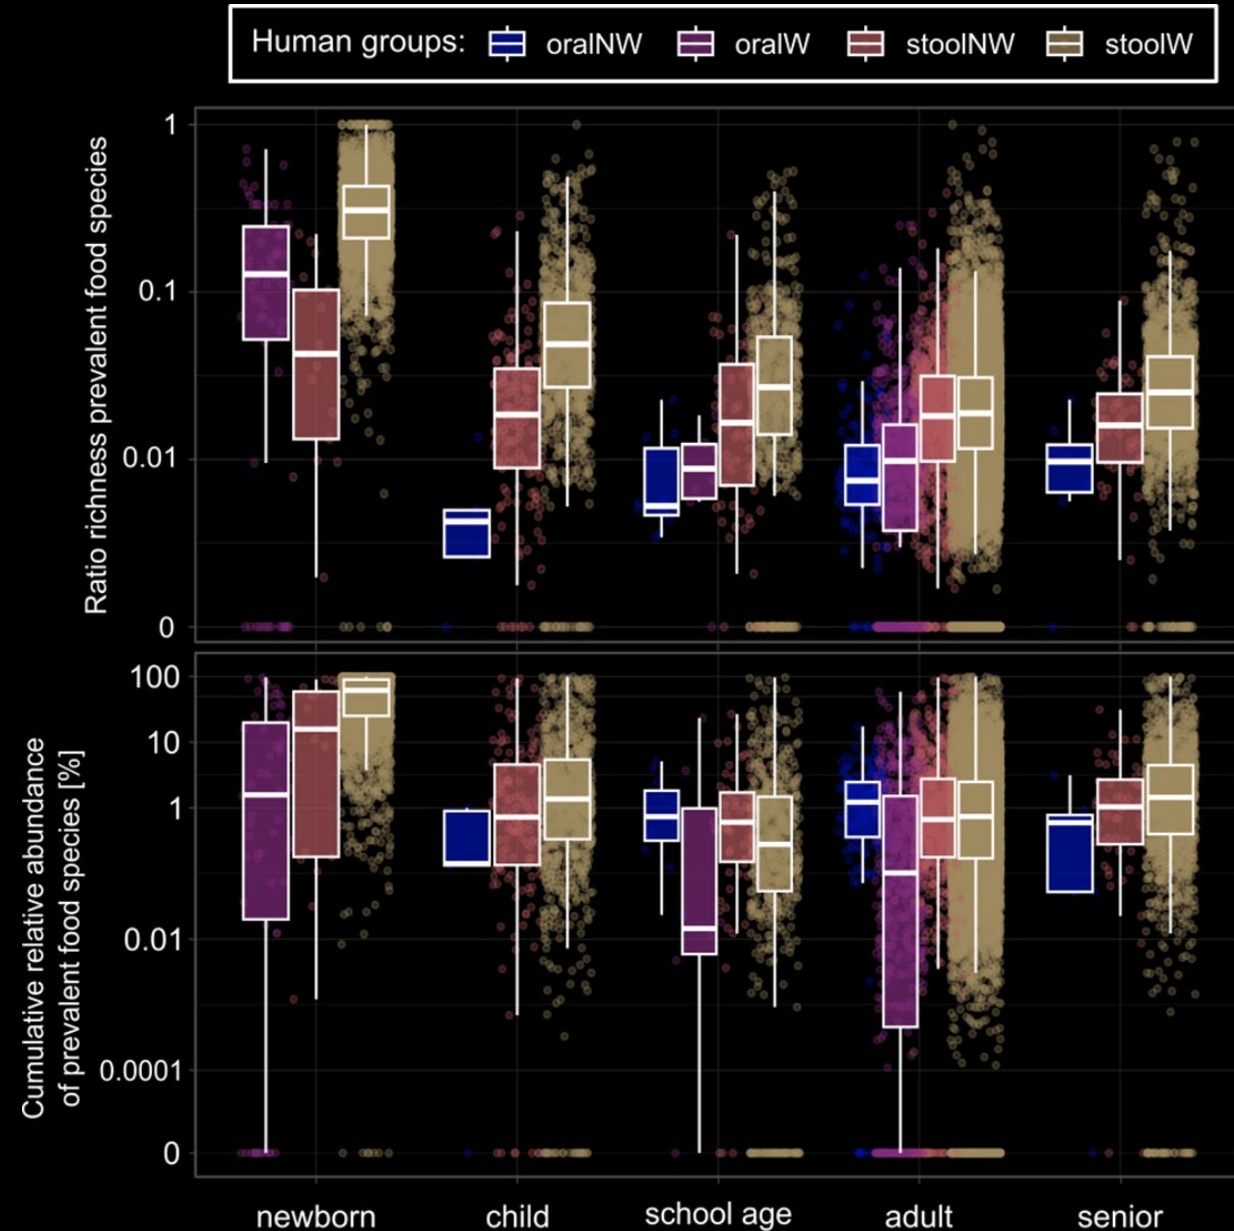 Human groups: oralNW oralW stoolNW stoolW
Ratio richness prevalent food species
1
0.1
0.01
0
Cumulative relative abundance
of prevalent food species [%]
100
10
1
0.01
0.0001
0
newborn child school age adult senior